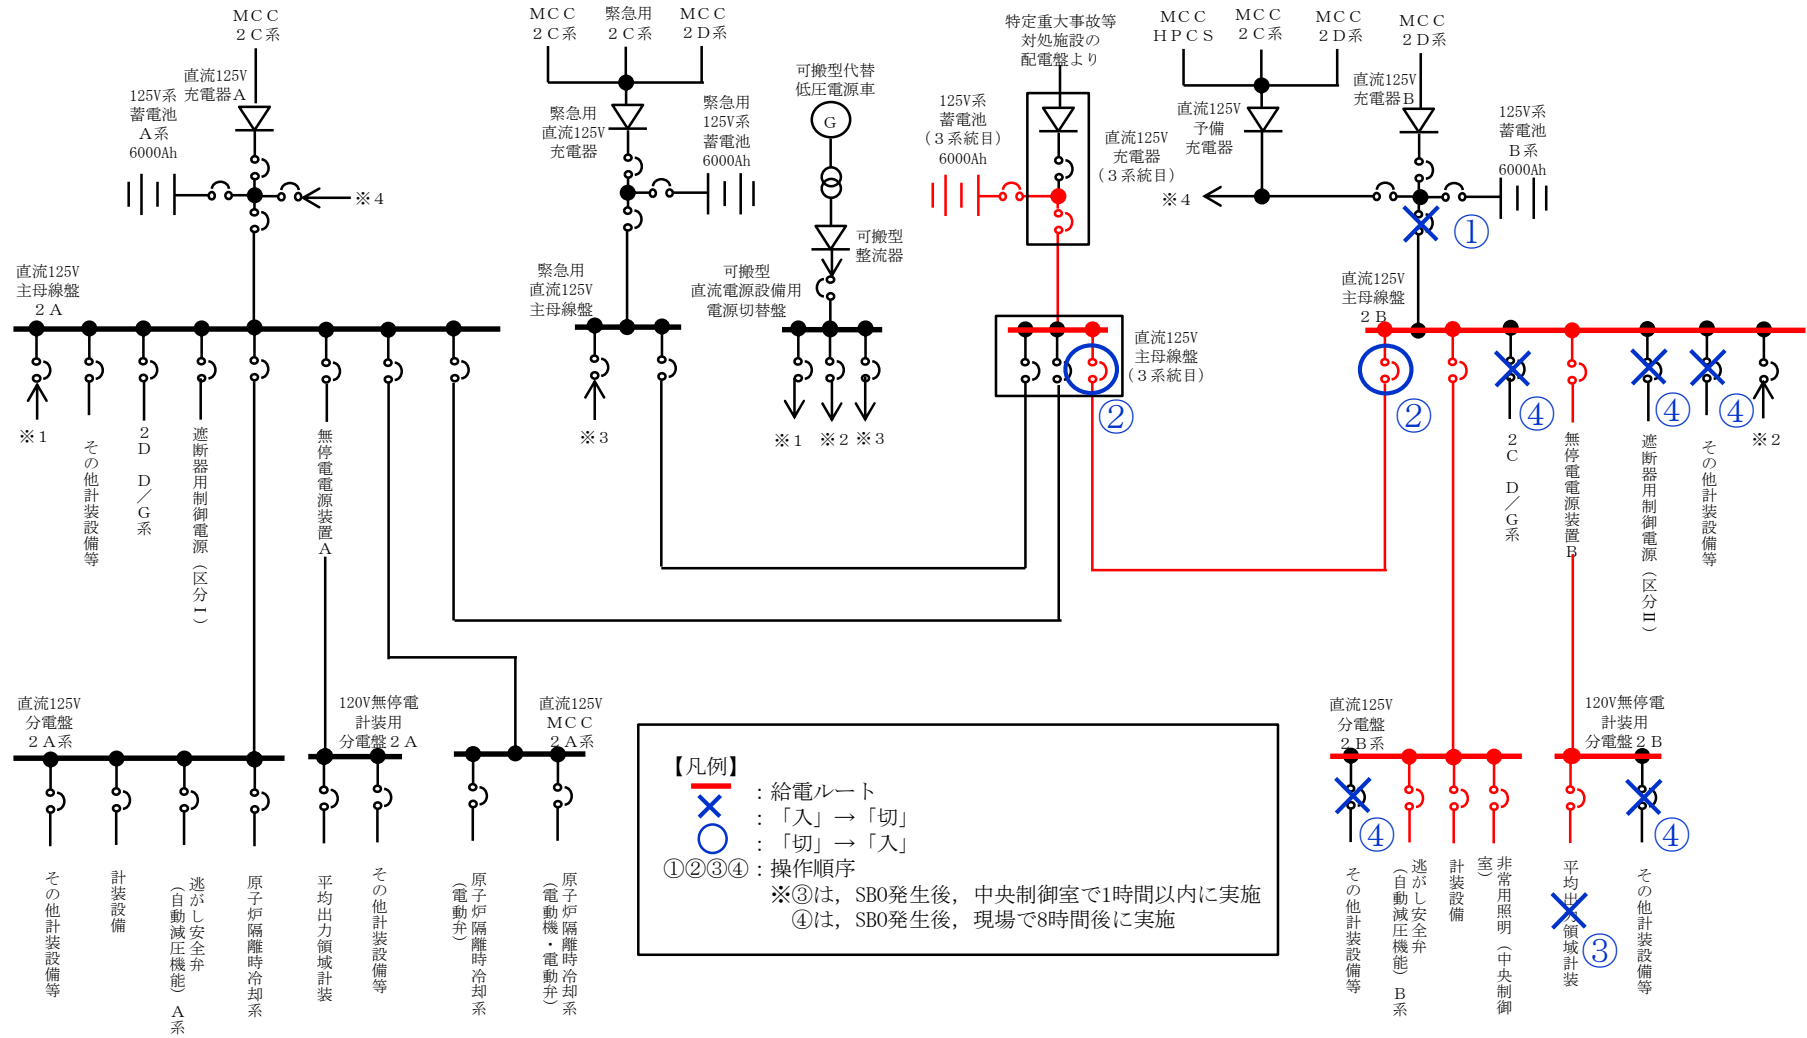 ＭＣＣ
２Ｃ系
直流125V
充電器Ａ
125V系
蓄電池
Ａ系
6000Ah
※４
直流125V
主母線盤
２Ａ
ＭＣＣ
２Ｃ系
緊急用
２Ｃ系
ＭＣＣ
２Ｄ系
緊急用
直流125V
充電器
緊急用
125V系
蓄電池
6000Ah
緊急用
直流125V
主母線盤
可搬型代替
低圧電源車
Ｇ
可搬型
整流器
可搬型
直流電源設備用
電源切替盤
特定重大事故等
対処施設の
配電盤より
125V系
蓄電池
（３系統目）
6000Ah
直流125V
充電器
（３系統目）
直流125V
主母線盤
（３系統目）
ＭＣＣ
ＨＰＣＳ
ＭＣＣ
２Ｃ系
ＭＣＣ
２Ｄ系
ＭＣＣ
２Ｄ系
直流125V
予備
充電器
直流125V
充電器Ｂ
125V系
蓄電池
Ｂ系
6000Ah
※４
①
直流125V
主母線盤
２Ｂ
※１
その他計装設備等
２Ｄ　Ｄ／Ｇ系
遮断器用制御電源（区分Ⅰ）
無停電電源装置Ａ
※３
※１
※２
※３
②
②
④
２Ｃ　Ｄ／Ｇ系
無停電電源装置Ｂ
④
遮断器用制御電源（区分Ⅱ）
④
その他計装設備等
※２
直流125V
分電盤
２Ａ系
120V無停電
計装用
分電盤２Ａ
直流125V
ＭＣＣ
２Ａ系
直流125V
分電盤
２Ｂ系
120V無停電
計装用
分電盤２Ｂ
その他計装設備等
計装設備
逃がし安全弁
（自動減圧機能）Ａ系
原子炉隔離時冷却系
平均出力領域計装
その他計装設備等
原子炉隔離時冷却系
（電動弁）
原子炉隔離時冷却系
（電動機・電動弁）
【凡例】
：給電ルート
：「入」→「切」
：「切」→「入」
①②③④：操作順序
※③は，SBO発生後，中央制御室で1時間以内に実施
④は，SBO発生後，現場で8時間後に実施
④
その他計装設備等
逃がし安全弁
（自動減圧機能）Ｂ系
計装設備
非常用照明（中央制御
室）
平均出力領域計装
③
④
その他計装設備等